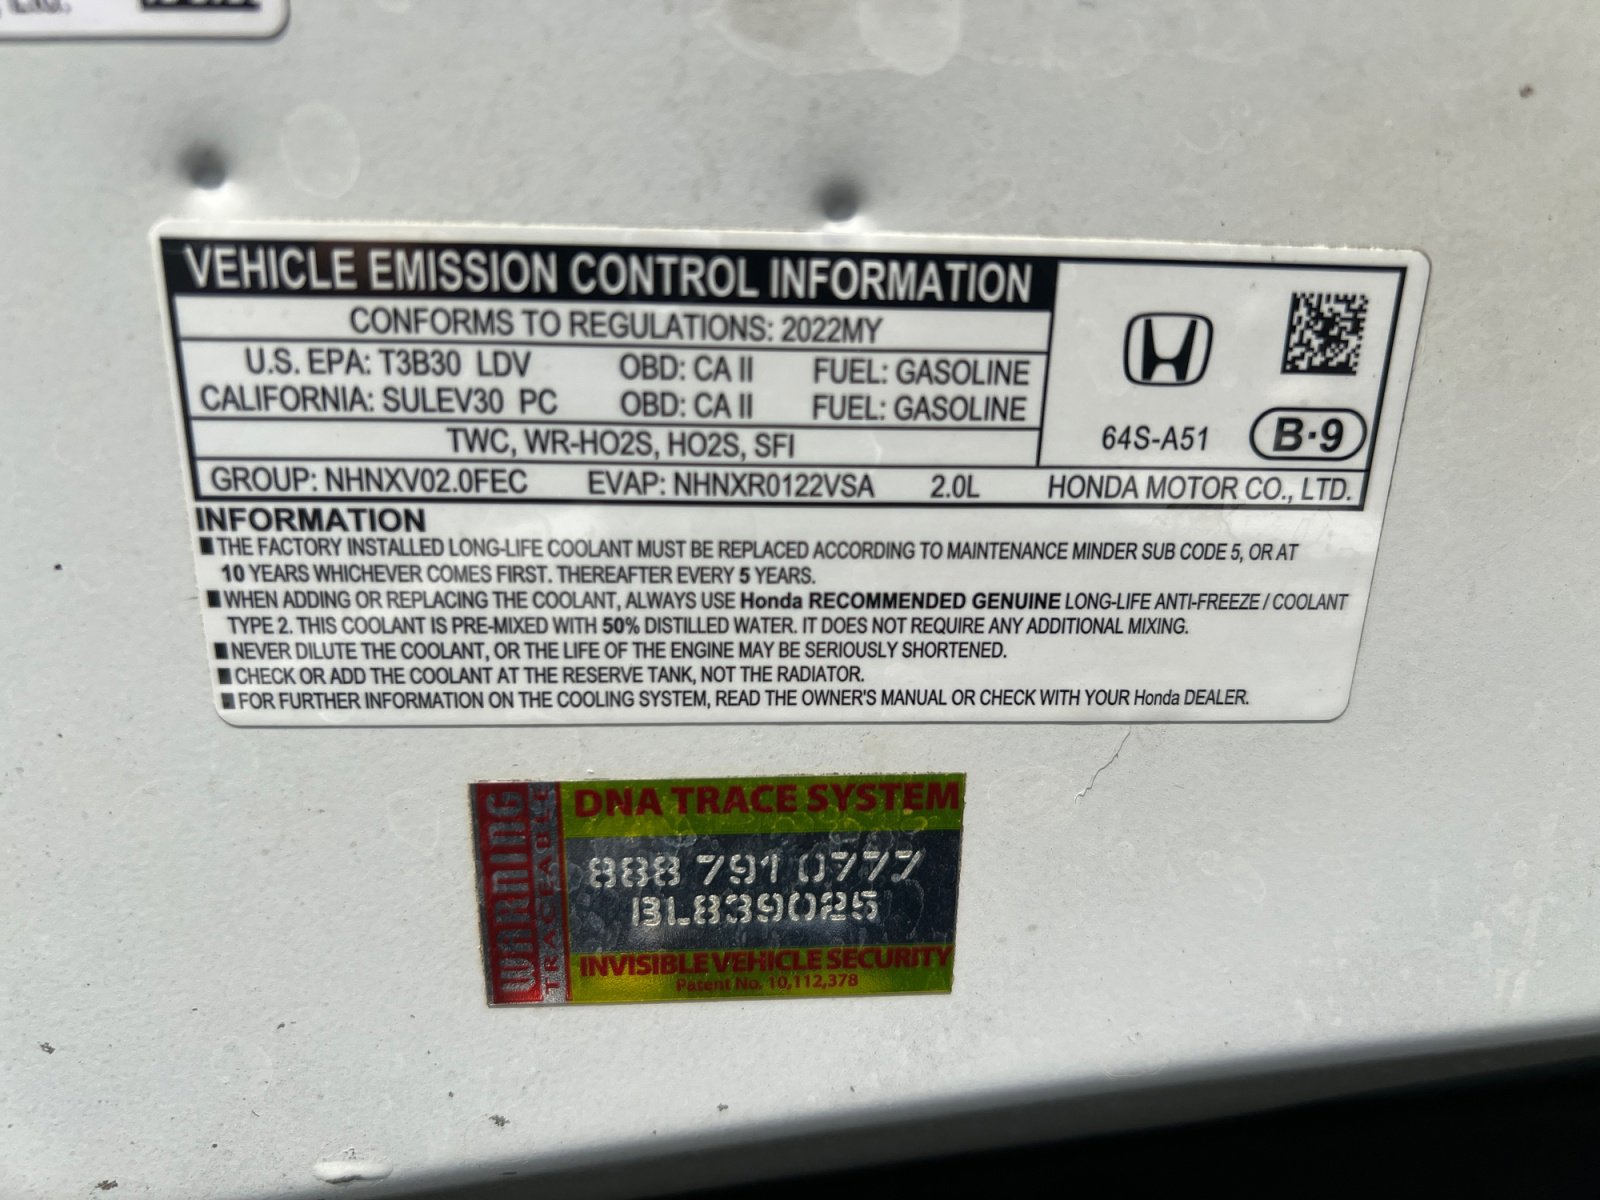 VEHICLE EMISSION CONTROL INFORMATION
CONFORMS TO REGULATIONS: 2022MY
U.S. EPA: T3B30 LDV OBD: CA II FUEL: GASOLINE
CALIFORNIA: SULEV30 PC OBD: CA II FUEL: GASOLINE
TWC, WR-HO2S, HO2S, SFI
64S-A51 B·9
GROUP: NHNXV02.0FEC EVAP: NHNXR0122VSA 2.0L HONDA MOTOR CO., LTD.
INFORMATION
■ THE FACTORY INSTALLED LONG-LIFE COOLANT MUST BE REPLACED ACCORDING TO MAINTENANCE MINDER SUB CODE 5, OR AT
10 YEARS WHICHEVER COMES FIRST. THEREAFTER EVERY 5 YEARS.
■ WHEN ADDING OR REPLACING THE COOLANT, ALWAYS USE Honda RECOMMENDED GENUINE LONG-LIFE ANTI-FREEZE / COOLANT
TYPE 2. THIS COOLANT IS PRE-MIXED WITH 50% DISTILLED WATER. IT DOES NOT REQUIRE ANY ADDITIONAL MIXING.
■ NEVER DILUTE THE COOLANT, OR THE LIFE OF THE ENGINE MAY BE SERIOUSLY SHORTENED.
■ CHECK OR ADD THE COOLANT AT THE RESERVE TANK, NOT THE RADIATOR.
■ FOR FURTHER INFORMATION ON THE COOLING SYSTEM, READ THE OWNER'S MANUAL OR CHECK WITH YOUR Honda DEALER.
WARNING
TRACEABLE
DNA TRACE SYSTEM
888 791 0777
BL839025
INVISIBLE VEHICLE SECURITY
Patent No. 10,112,378